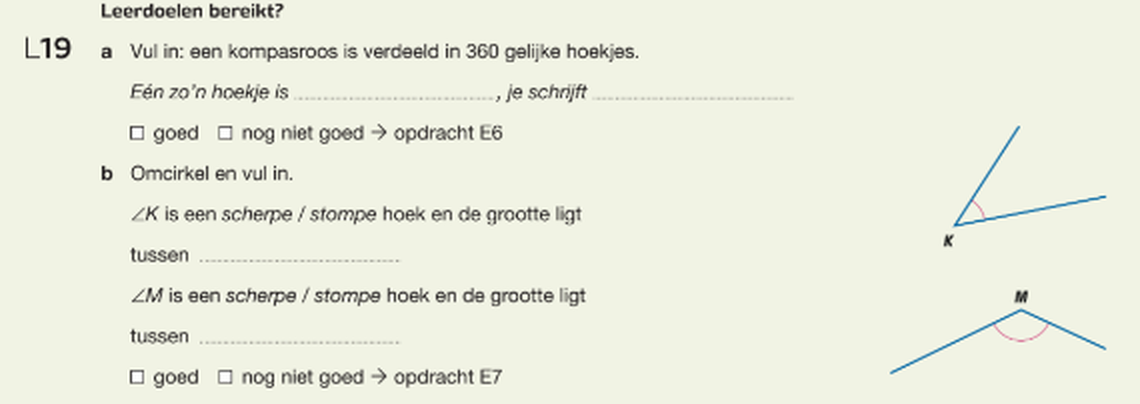 Leerdoelen bereikt?
L19 a Vul in: een kompasroos is verdeeld in 360 gelijke hoekjes.
Eén zo'n hoekje is ........................................, je schrijft ........................................
☐ goed ☐ nog niet goed → opdracht E6
b Omcirkel en vul in.
∠K is een scherpe / stompe hoek en de grootte ligt
tussen ........................................
K
∠M is een scherpe / stompe hoek en de grootte ligt
M
tussen ........................................
☐ goed ☐ nog niet goed → opdracht E7